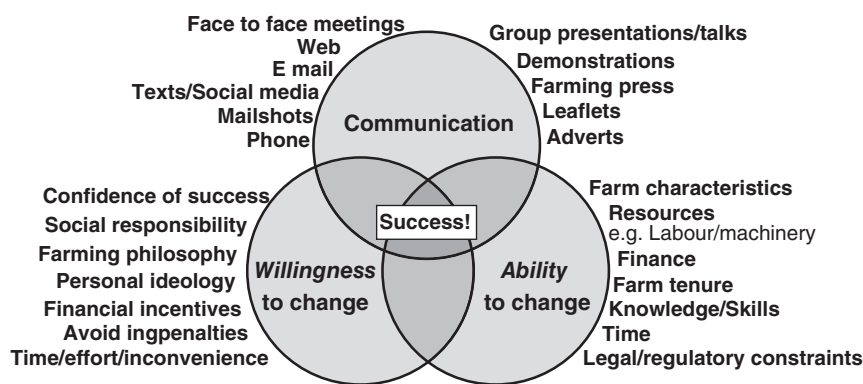 Face to face meetings
Web
E mail
Texts/Social media
Mailshots
Phone
Group presentations/talks
Demonstrations
Farming press
Leaflets
Adverts
Communication
Confidence of success
Social responsibility
Farming philosophy
Personal ideology
Financial incentives
Avoid ingpenalties
Time/effort/inconvenience
Willingness
to change
Success!
Ability
to change
Farm characteristics
Resources
e.g. Labour/machinery
Finance
Farm tenure
Knowledge/Skills
Time
Legal/regulatory constraints